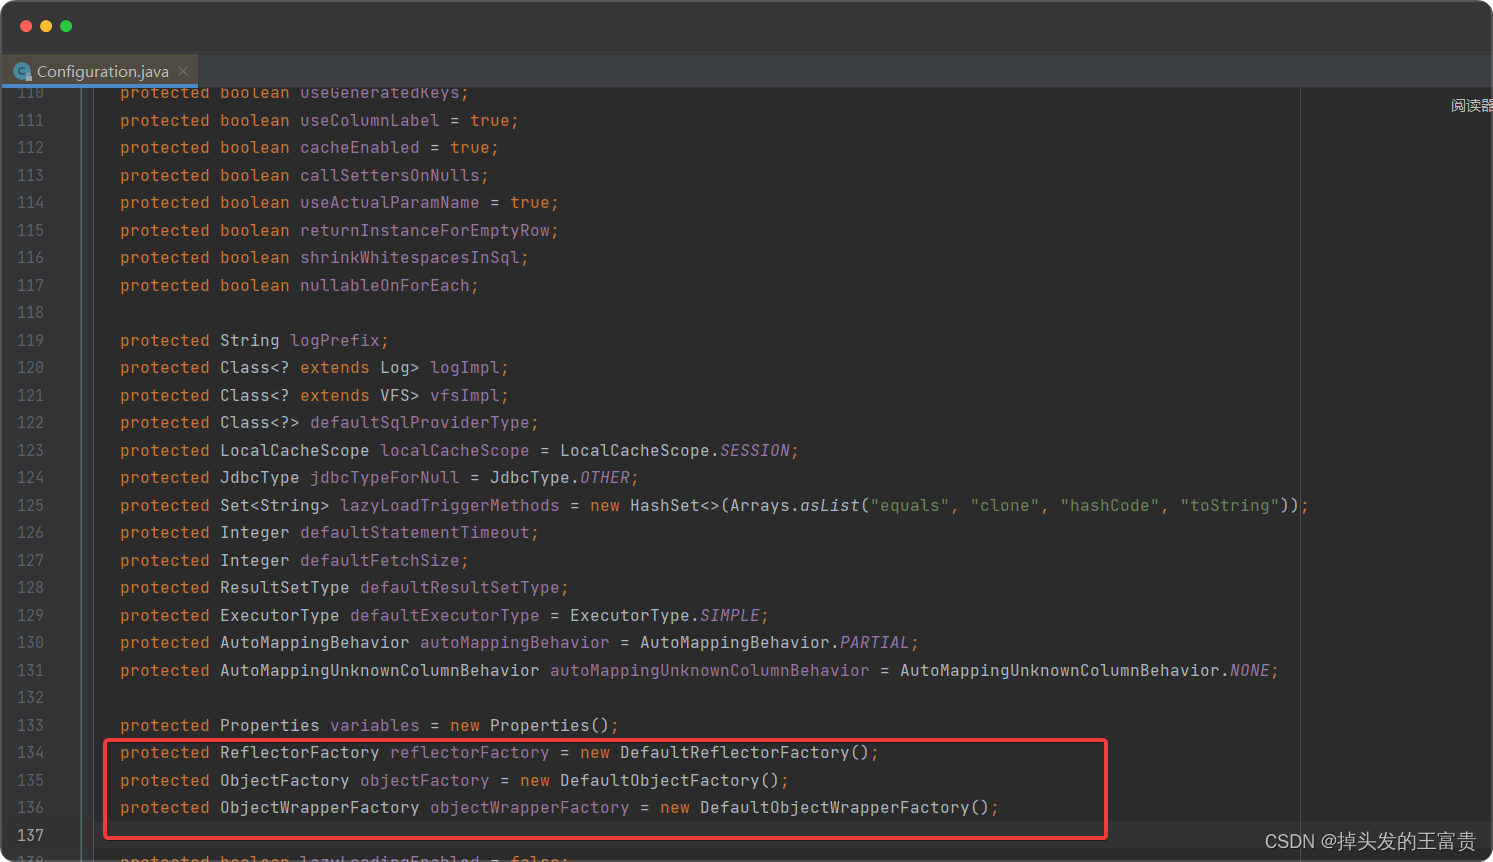 Configuration.java
110 protected boolean useGeneratedKeys;
阅读器
111 protected boolean useColumnLabel = true;
112 protected boolean cacheEnabled = true;
113 protected boolean callSettersOnNulls;
114 protected boolean useActualParamName = true;
115 protected boolean returnInstanceForEmptyRow;
116 protected boolean shrinkWhitespacesInSql;
117 protected boolean nullableOnForEach;
118
119 protected String logPrefix;
120 protected Class<? extends Log> logImpl;
121 protected Class<? extends VFS> vfsImpl;
122 protected Class<?> defaultSqlProviderType;
123 protected LocalCacheScope localCacheScope = LocalCacheScope.SESSION;
124 protected JdbcType jdbcTypeForNull = JdbcType.OTHER;
125 protected Set<String> lazyLoadTriggerMethods = new HashSet<>(Arrays.asList("equals", "clone", "hashCode", "toString"));
126 protected Integer defaultStatementTimeout;
127 protected Integer defaultFetchSize;
128 protected ResultSetType defaultResultSetType;
129 protected ExecutorType defaultExecutorType = ExecutorType.SIMPLE;
130 protected AutoMappingBehavior autoMappingBehavior = AutoMappingBehavior.PARTIAL;
131 protected AutoMappingUnknownColumnBehavior autoMappingUnknownColumnBehavior = AutoMappingUnknownColumnBehavior.NONE;
132
133 protected Properties variables = new Properties();
134 protected ReflectorFactory reflectorFactory = new DefaultReflectorFactory();
135 protected ObjectFactory objectFactory = new DefaultObjectFactory();
136 protected ObjectWrapperFactory objectWrapperFactory = new DefaultObjectWrapperFactory();
137
138 protected boolean lazyLoadingEnabled = false;
CSDN @掉头发的王富贵